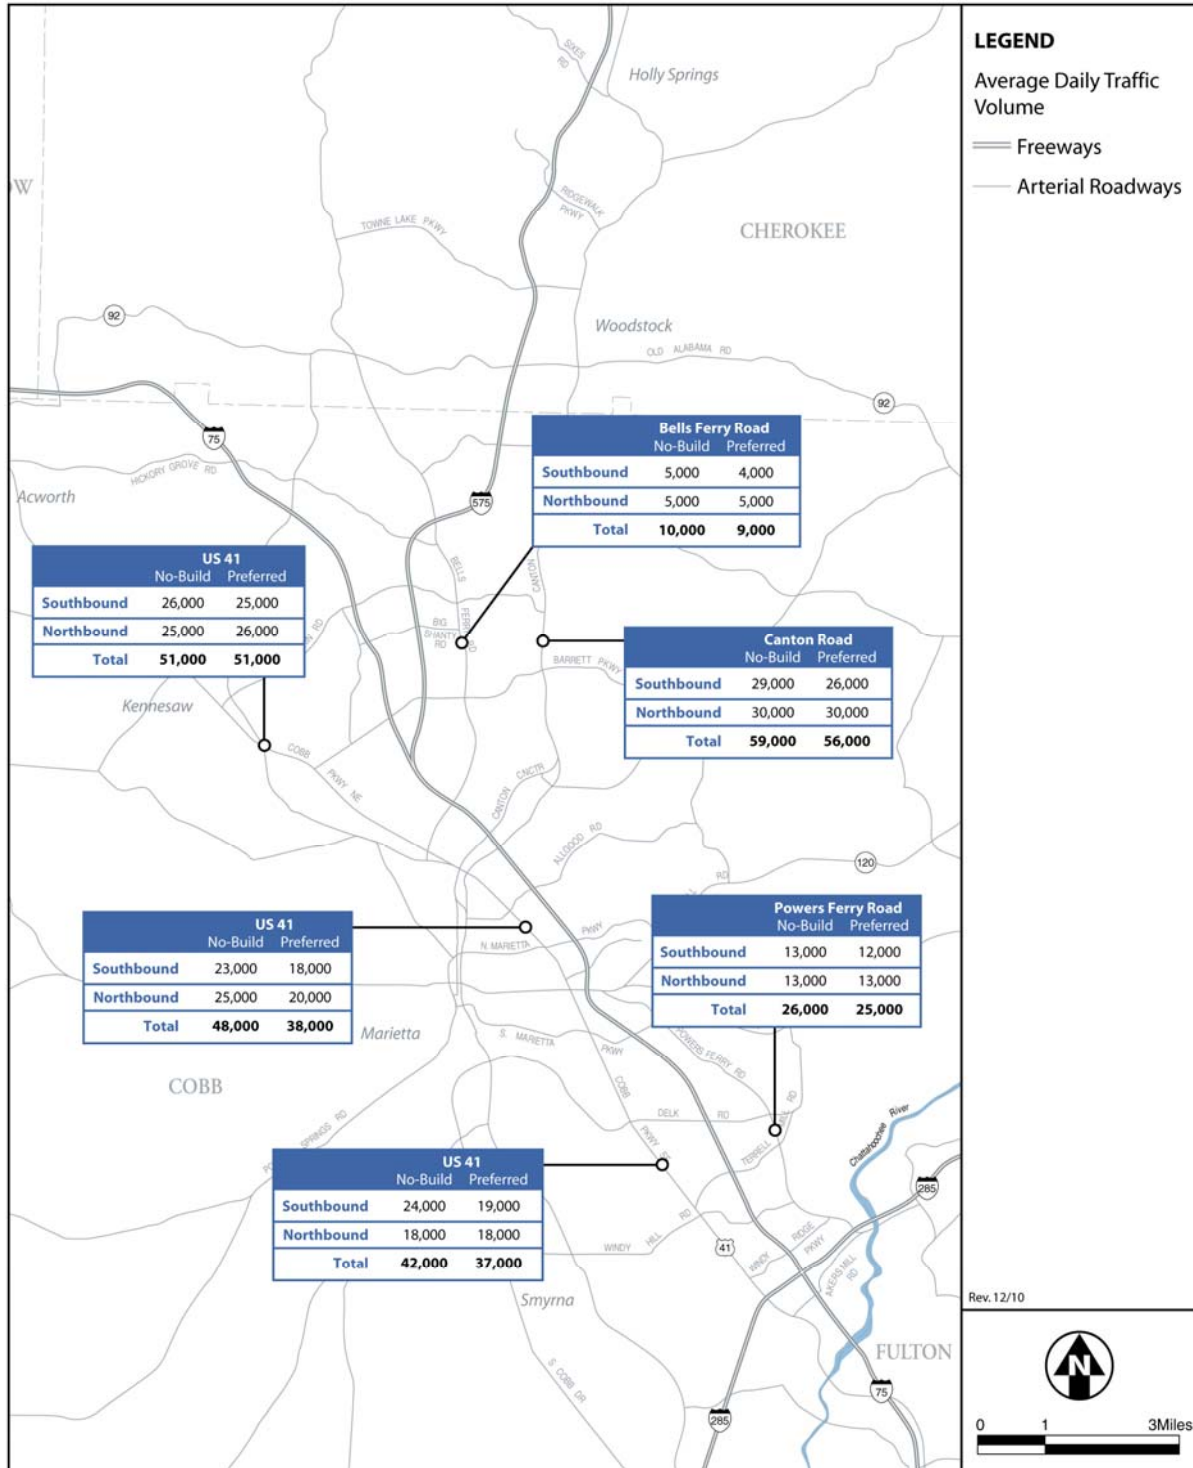 LEGEND
Average Daily Traffic
Volume
Freeways
Arterial Roadways
SIXES
RD
Holly Springs
RIDGEWALK
PKWY
TOWNE LAKE PKWY
CHEROKEE
92
Woodstock
OLD ALABAMA RD
92
75
HICKORY GROVE RD
Acworth
575
Bells Ferry Road
No-Build Preferred
Southbound 5,000 4,000
Northbound 5,000 5,000
Total 10,000 9,000
US 41
No-Build Preferred
Southbound 26,000 25,000
Northbound 25,000 26,000
Total 51,000 51,000
BELLS
FERRY RD
CANTON
BIG
SHANTY
RD
BARRETT PKWY
Canton Road
No-Build Preferred
Southbound 29,000 26,000
Northbound 30,000 30,000
Total 59,000 56,000
Kennesaw
COBB
PKWY NE
CANTON
CNCTR
ALLGOOD RD
120
RD
US 41
No-Build Preferred
Southbound 23,000 18,000
Northbound 25,000 20,000
Total 48,000 38,000
N. MARIETTA
PKWY
Powers Ferry Road
No-Build Preferred
Southbound 13,000 12,000
Northbound 13,000 13,000
Total 26,000 25,000
Marietta
S. MARIETTA
PKWY
POWERS FERRY RD
COBB
COBB
PKWY SE
DELK RD
TERRELL MILL RD
SPRINGS RD
Chattahoochee River
US 41
No-Build Preferred
Southbound 24,000 19,000
Northbound 18,000 18,000
Total 42,000 37,000
285
WINDY HILL RD
41
WINDY
RIDGE
PKWY
AKERS MILL
RD
Smyrna
S COBB DR
FULTON
75
285
Rev. 12/10
N
0 1 3Miles